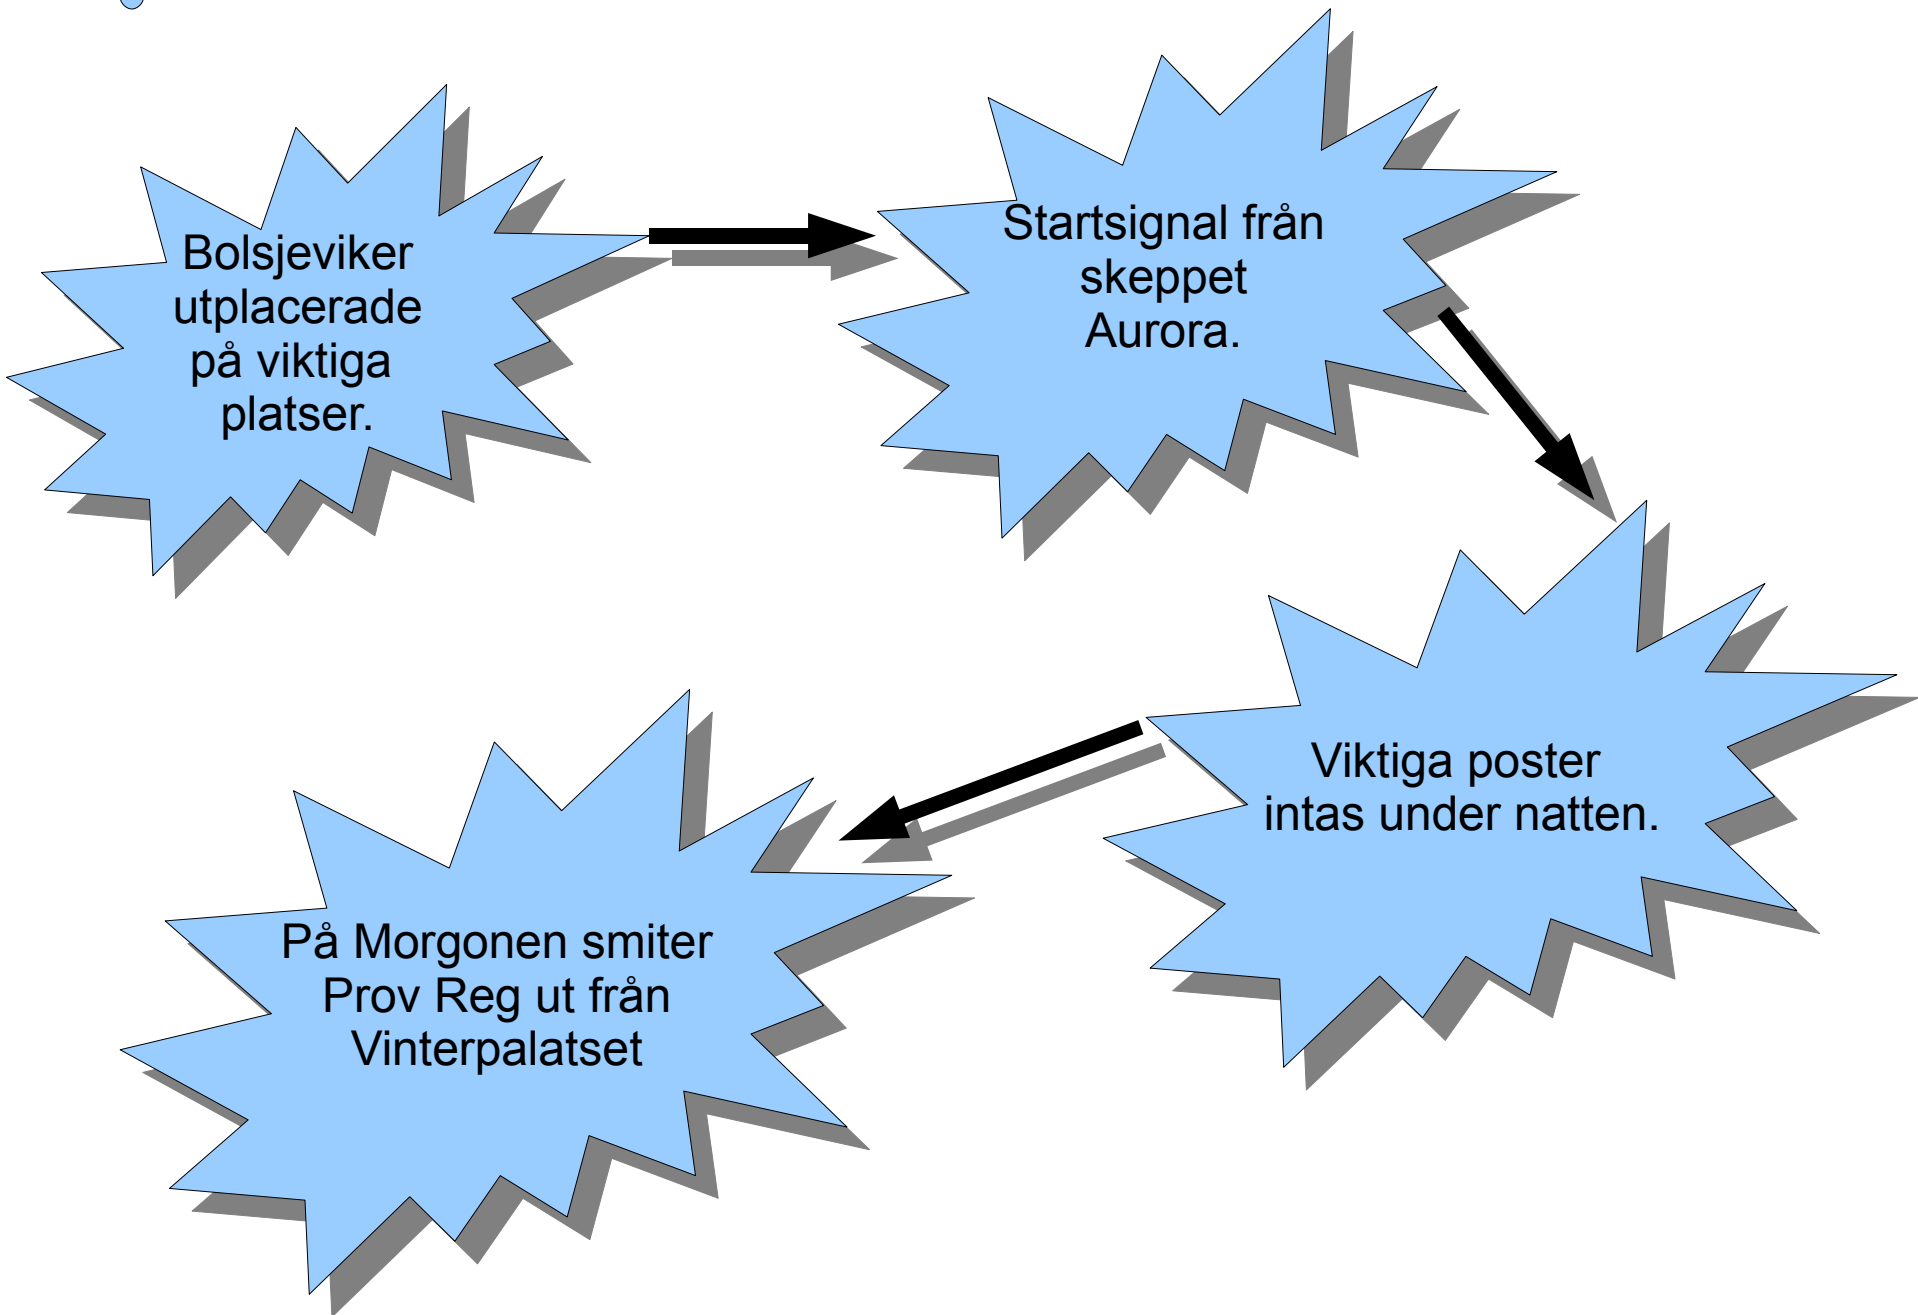 Bolsjeviker
utplacerade
på viktiga
platser.
Startsignal från
skeppet
Aurora.
Viktiga poster
intas under natten.
På Morgonen smiter
Prov Reg ut från
Vinterpalatset